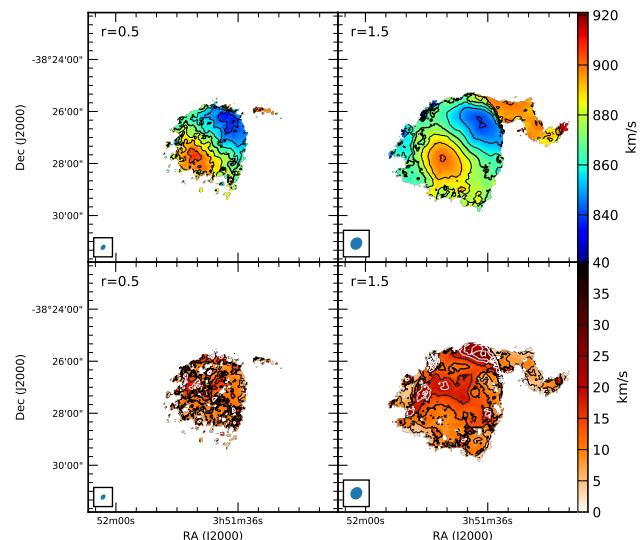 r=0.5
r=1.5
920
900
880
860
840
km/s
-38°24'00"
26'00"
28'00"
30'00"
Dec (J2000)
r=0.5
r=1.5
40
35
30
25
20
15
10
5
0
km/s
-38°24'00"
26'00"
28'00"
30'00"
Dec (J2000)
52m00s
3h51m36s
52m00s
3h51m36s
RA (J2000)
RA (J2000)